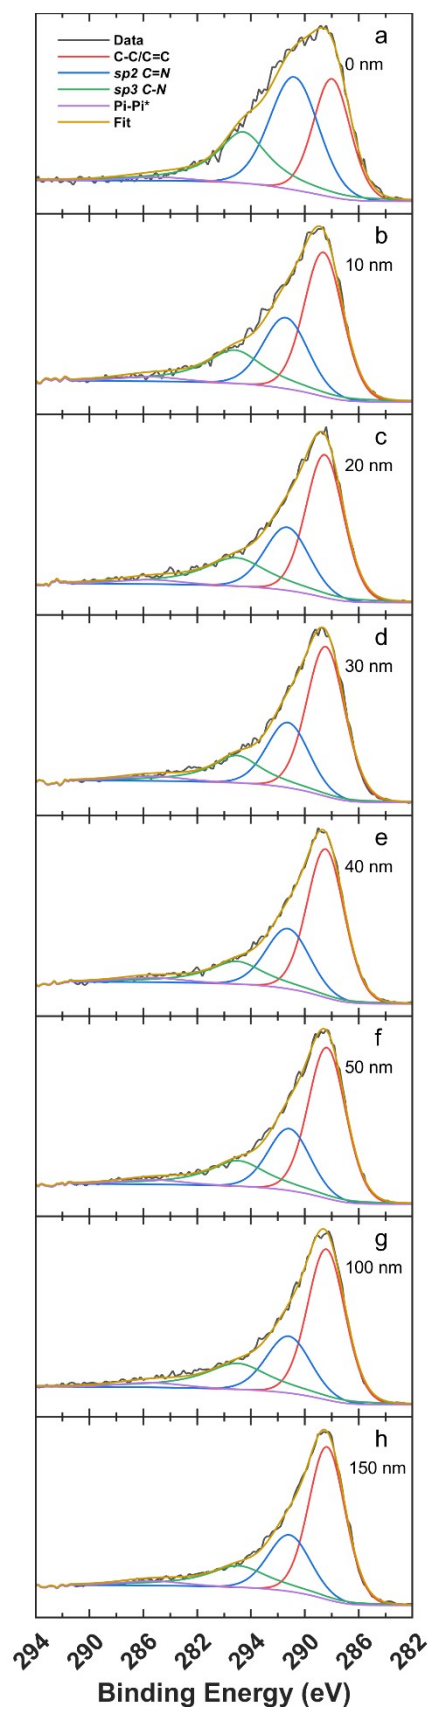 a
Data
C-C/C=C
0 nm
sp2 C=N
sp3 C-N
Pi-Pi*
Fit
b
10 nm
c
20 nm
d
30 nm
e
40 nm
f
50 nm
g
100 nm
h
150 nm
294 290 286 282 294 290 286 282
Binding Energy (eV)